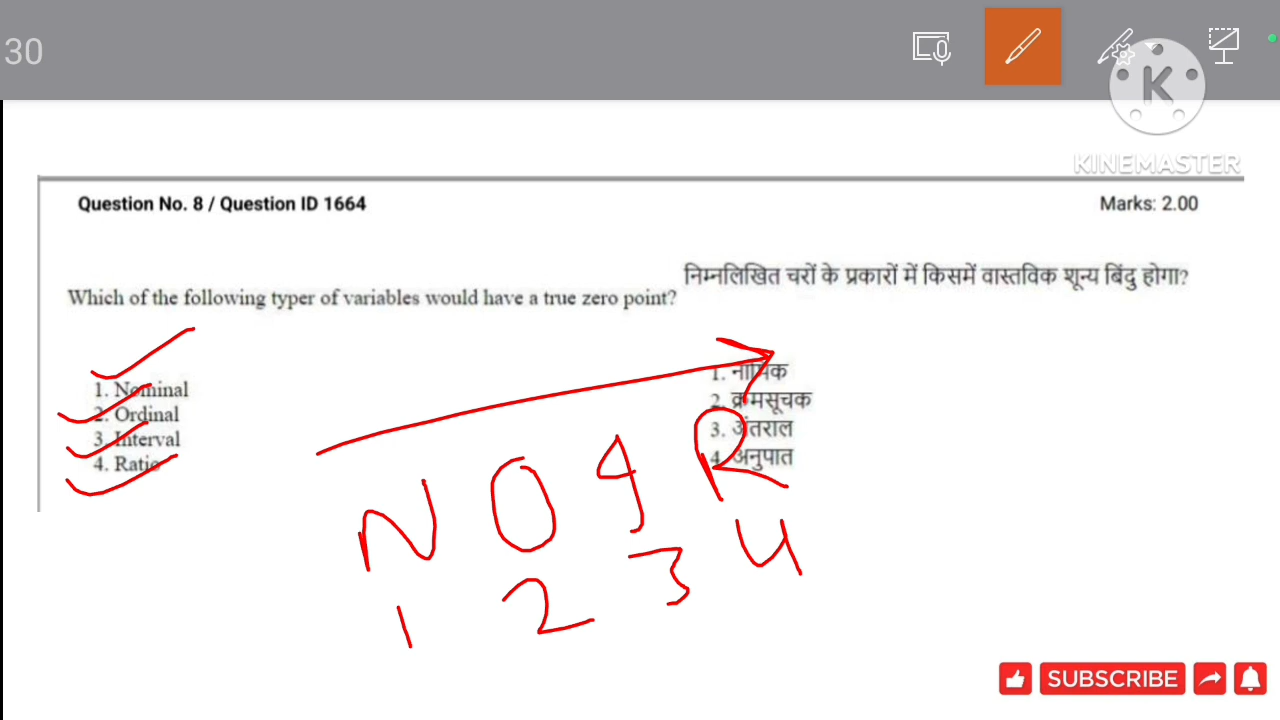 30
KINEMASTER
Question No. 8 / Question ID 1664
Marks: 2.00
निम्नलिखित चरों के प्रकारों में किसमें वास्तविक शून्य बिंदु होगा?
Which of the following typer of variables would have a true zero point?
1. Nominal
2. Ordinal
3. Interval
4. Ratio
1. नामिक
2. क्रमसूचक
3. अंतराल
4. अनुपात
N O I R
1 2 3 4
SUBSCRIBE